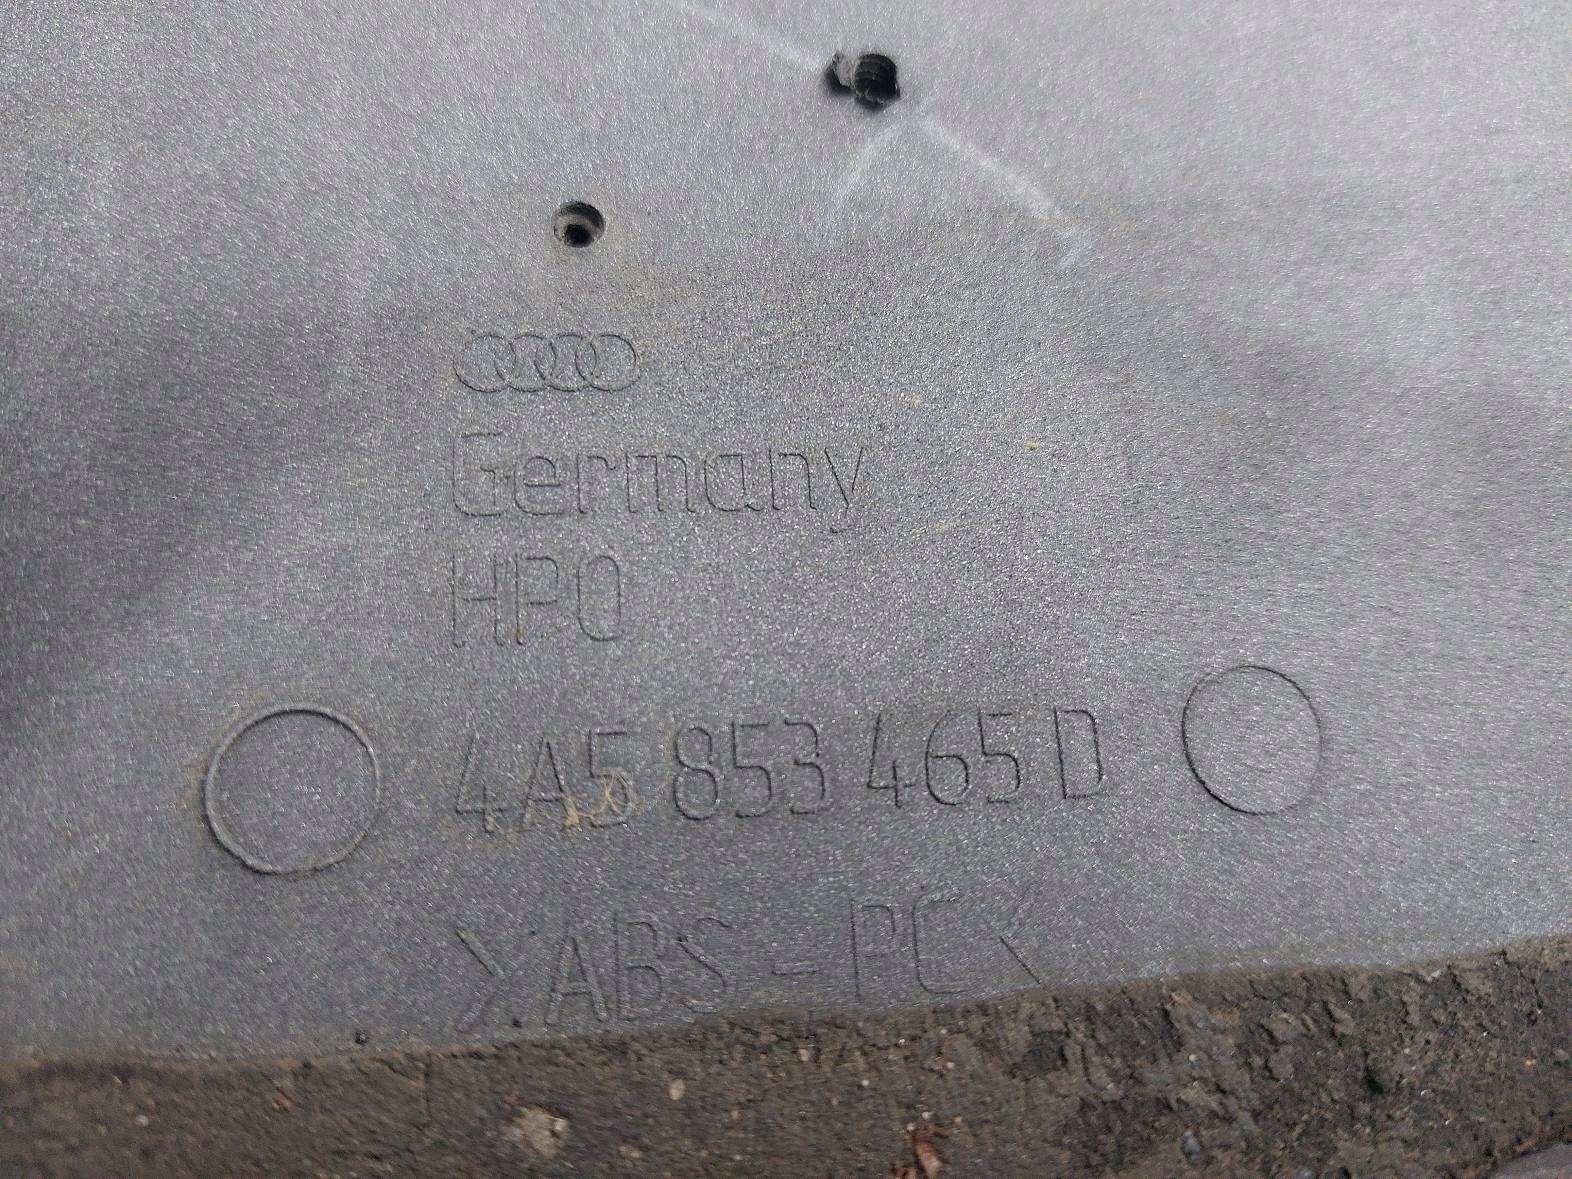 Germany
HPO
4A5 853 465 D
>ABS-PC<